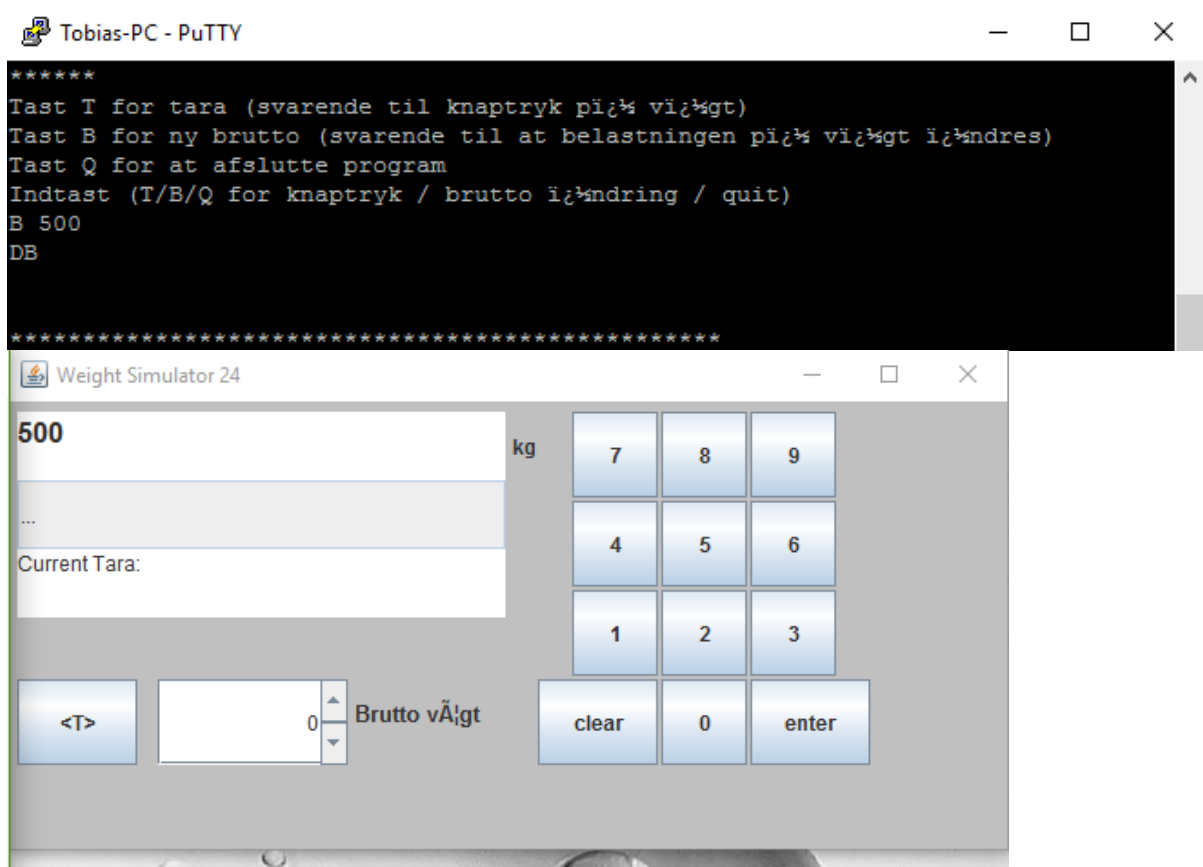 Tobias-PC - PuTTY
******
Tast T for tara (svarende til knaptryk pï¿½ vï¿½gt)
Tast B for ny brutto (svarende til at belastningen pï¿½ vï¿½gt ï¿½ndres)
Tast Q for at afslutte program
Indtast (T/B/Q for knaptryk / brutto ï¿½ndring / quit)
B 500
DB
*************************************************
Weight Simulator 24
500
kg
7 8 9
...
4 5 6
Current Tara:
1 2 3
<T>
0
Brutto vÃ¦gt
clear 0 enter